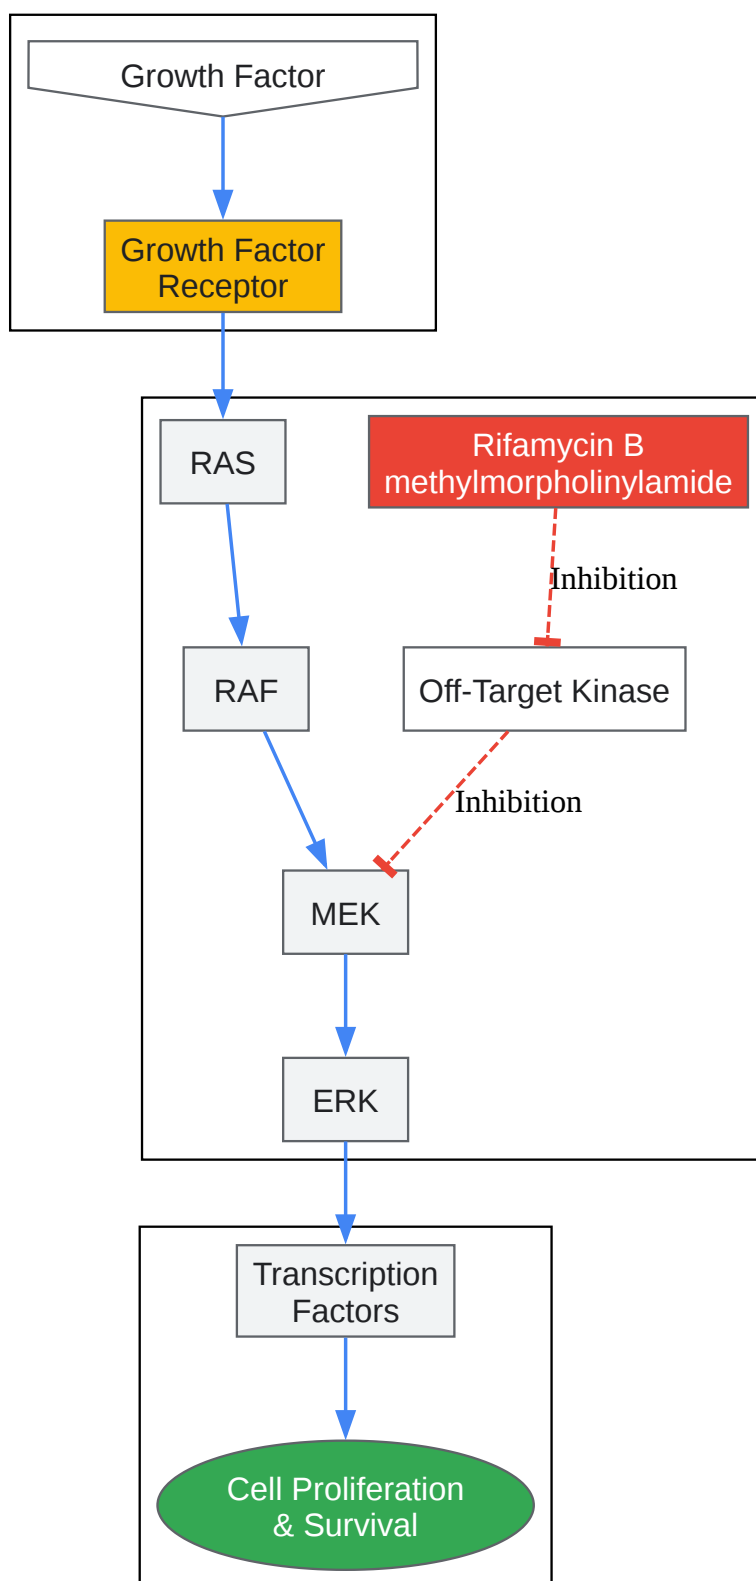 Growth Factor
Growth Factor
Receptor
RAS
Rifamycin B
methylmorpholinylamide
Inhibition
RAF
Off-Target Kinase
Inhibition
MEK
ERK
Transcription
Factors
Cell Proliferation
& Survival